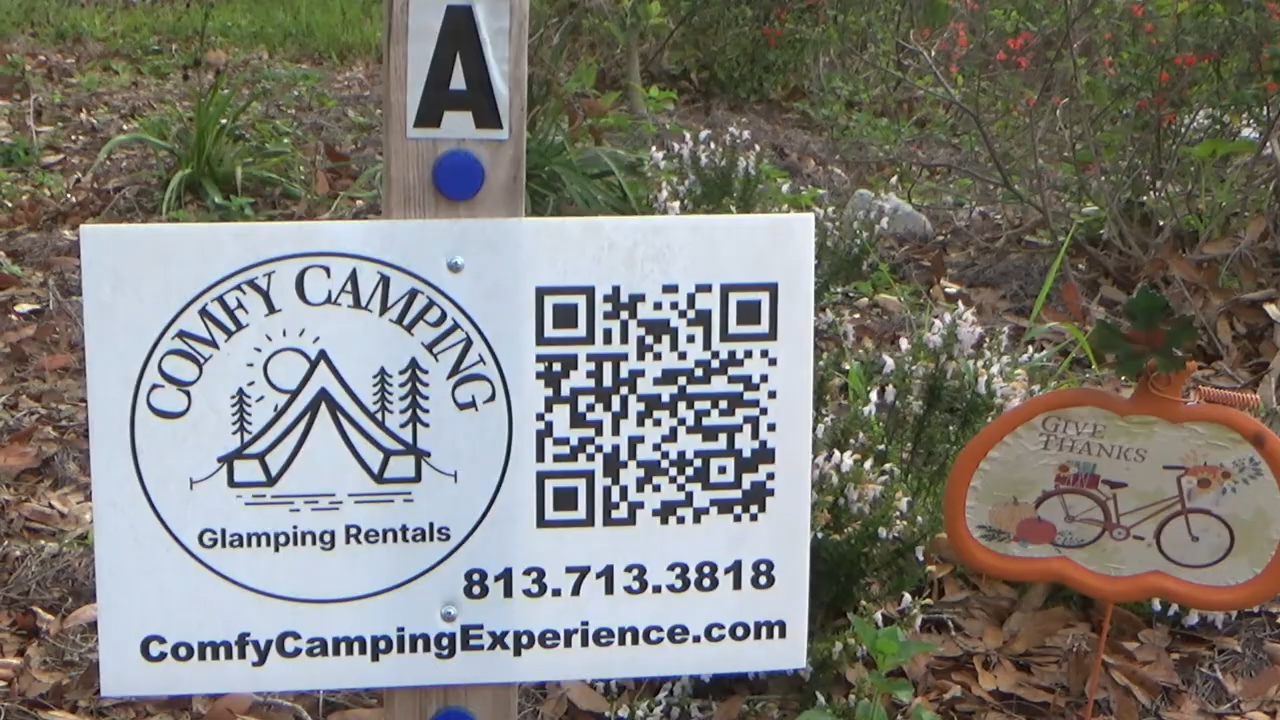 A
COMFY CAMPING
Glamping Rentals
813.713.3818
ComfyCampingExperience.com
GIVE
THANKS